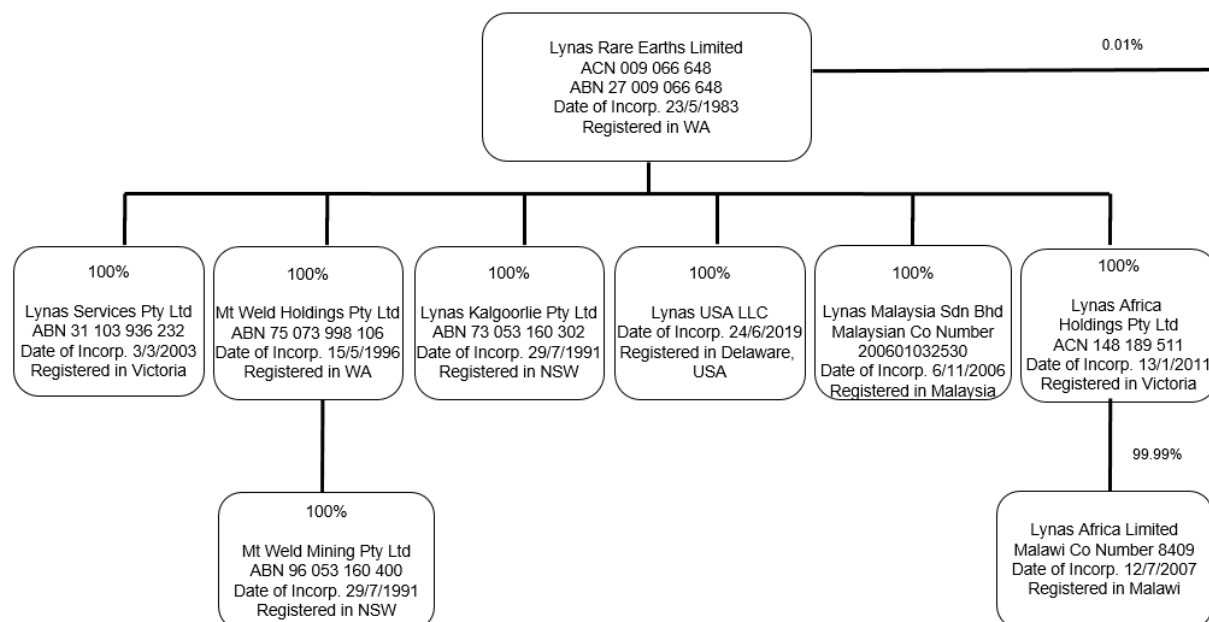 Lynas Rare Earths Limited
ACN 009 066 648
ABN 27 009 066 648
Date of Incorp. 23/5/1983
Registered in WA
0.01%
100%
Lynas Services Pty Ltd
ABN 31 103 936 232
Date of Incorp. 3/3/2003
Registered in Victoria
100%
Mt Weld Holdings Pty Ltd
ABN 75 073 998 106
Date of Incorp. 15/5/1996
Registered in WA
100%
Lynas Kalgoorlie Pty Ltd
ABN 73 053 160 302
Date of Incorp. 29/7/1991
Registered in NSW
100%
Lynas USA LLC
Date of Incorp. 24/6/2019
Registered in Delaware,
USA
100%
Lynas Malaysia Sdn Bhd
Malaysian Co Number
200601032530
Date of Incorp. 6/11/2006
Registered in Malaysia
100%
Lynas Africa
Holdings Pty Ltd
ACN 148 189 511
Date of Incorp. 13/1/2011
Registered in Victoria
99.99%
100%
Mt Weld Mining Pty Ltd
ABN 96 053 160 400
Date of Incorp. 29/7/1991
Registered in NSW
Lynas Africa Limited
Malawi Co Number 8409
Date of Incorp. 12/7/2007
Registered in Malawi